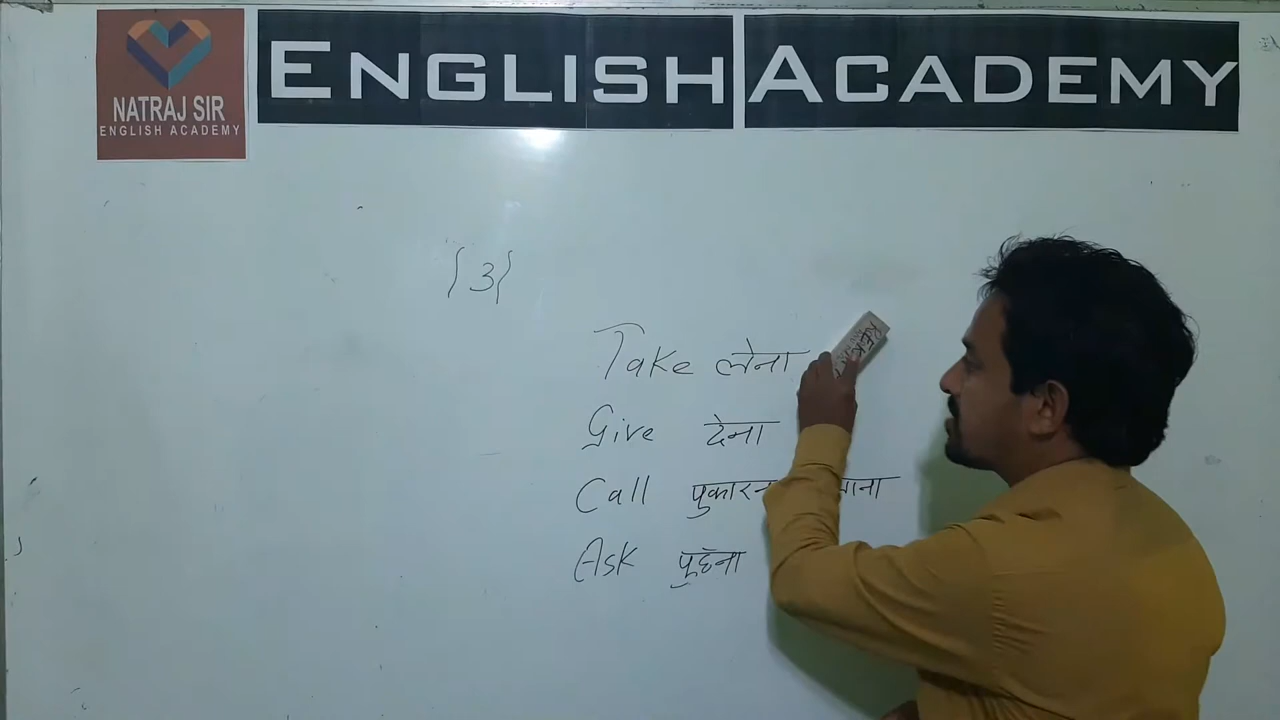 NATRAJ SIR
ENGLISH ACADEMY
ENGLISH ACADEMY
{3}
Take लेना
Give देना
Call पुकारना
Ask पूछना